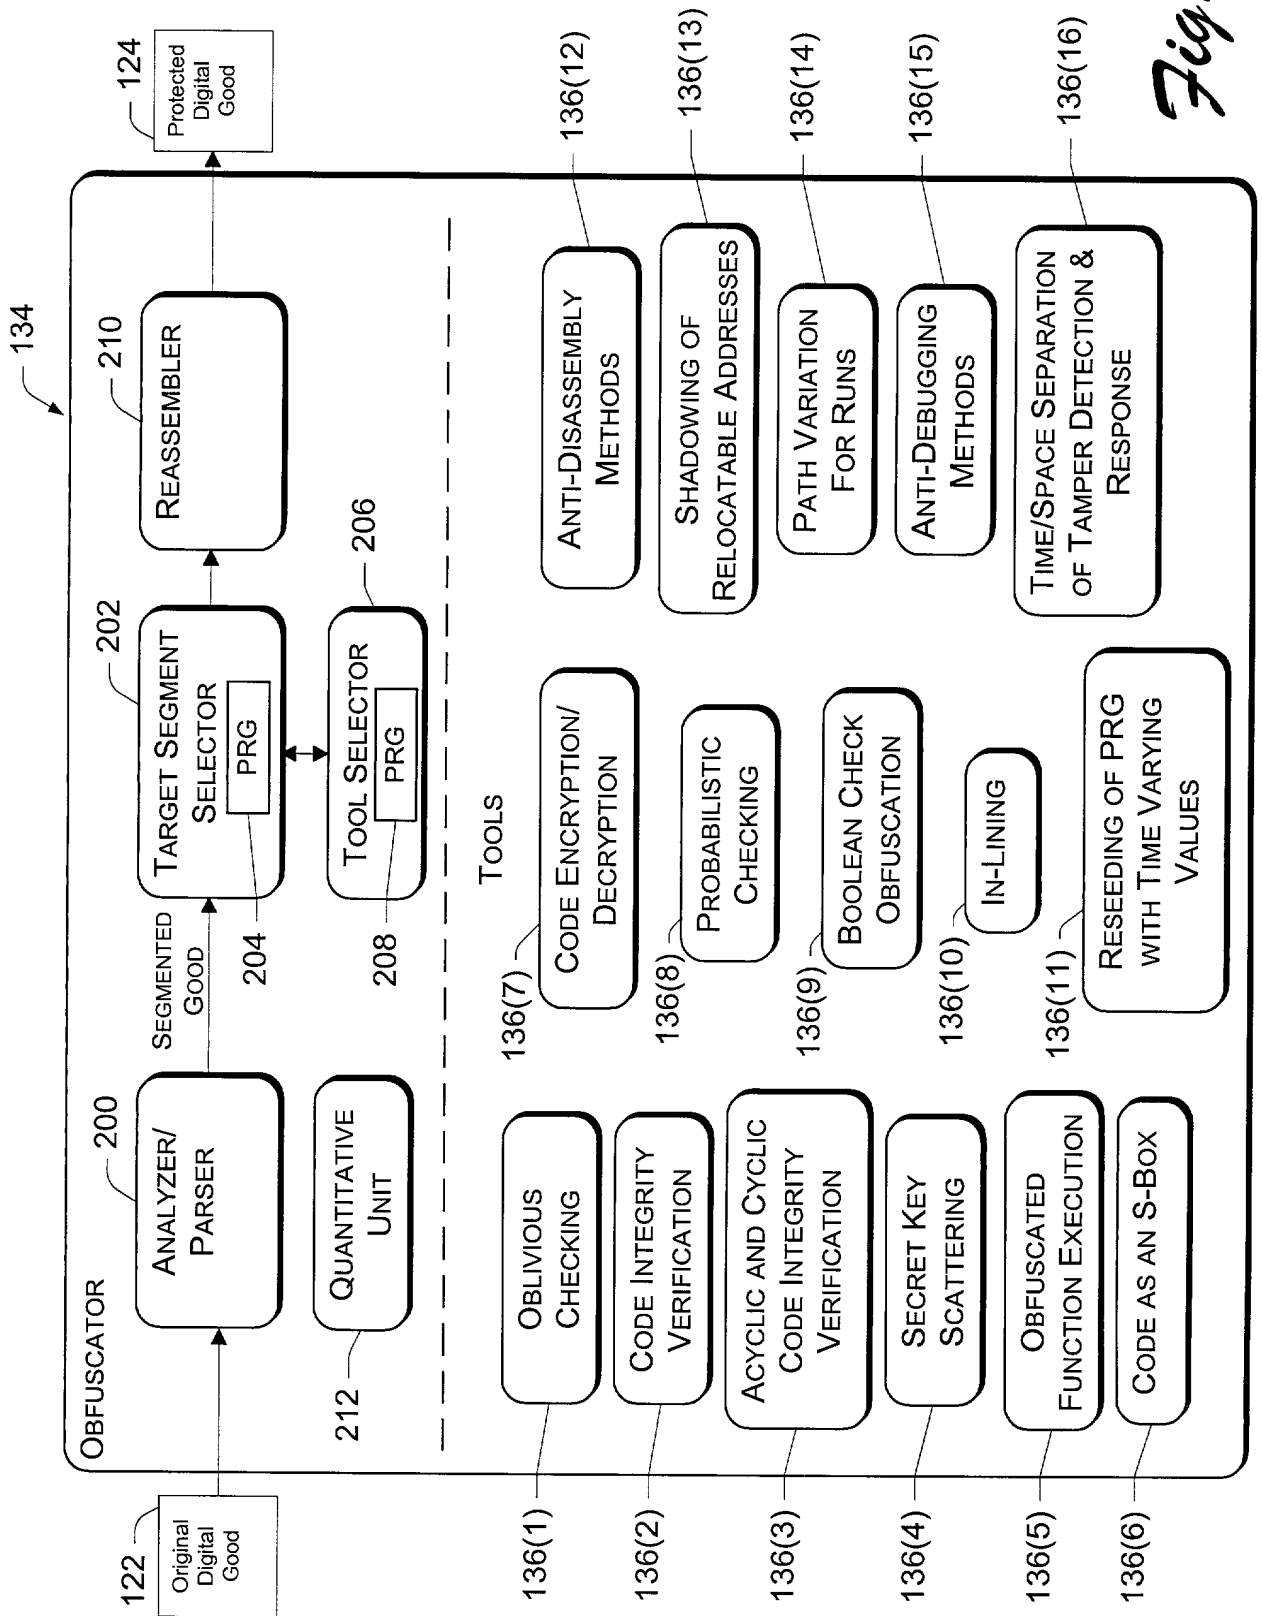 134
OBFUSCATOR
122
Original
Digital
Good
200
ANALYZER/
PARSER
SEGMENTED
GOOD
202
TARGET SEGMENT
SELECTOR
PRG
204
210
REASSEMBLER
124
Protected
Digital
Good
212
QUANTITATIVE
UNIT
206
TOOL SELECTOR
PRG
208
TOOLS
136(1)
OBLIVIOUS
CHECKING
136(2)
CODE INTEGRITY
VERIFICATION
136(3)
ACYCLIC AND CYCLIC
CODE INTEGRITY
VERIFICATION
136(4)
SECRET KEY
SCATTERING
136(5)
OBFUSCATED
FUNCTION EXECUTION
136(6)
CODE AS AN S-BOX
136(7)
CODE ENCRYPTION/
DECRYPTION
136(8)
PROBABILISTIC
CHECKING
136(9)
BOOLEAN CHECK
OBFUSCATION
136(10)
IN-LINING
136(11)
RESEEDING OF PRG
WITH TIME VARYING
VALUES
136(12)
ANTI-DISASSEMBLY
METHODS
136(13)
SHADOWING OF
RELOCATABLE ADDRESSES
136(14)
PATH VARIATION
FOR RUNS
136(15)
ANTI-DEBUGGING
METHODS
136(16)
TIME/SPACE SEPARATION
OF TAMPER DETECTION &
RESPONSE
Fig.